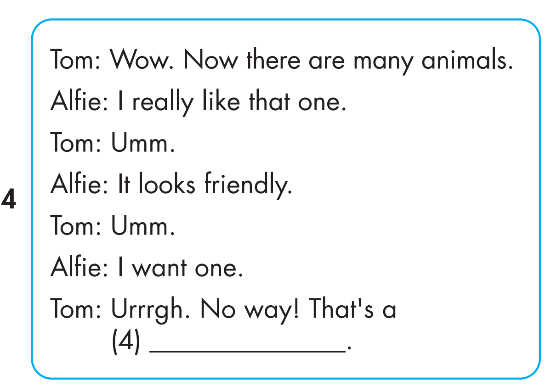 Tom: Wow. Now there are many animals.
Alfie: I really like that one.
Tom: Umm.
4
Alfie: It looks friendly.
Tom: Umm.
Alfie: I want one.
Tom: Urrrgh. No way! That's a
(4) _______________.